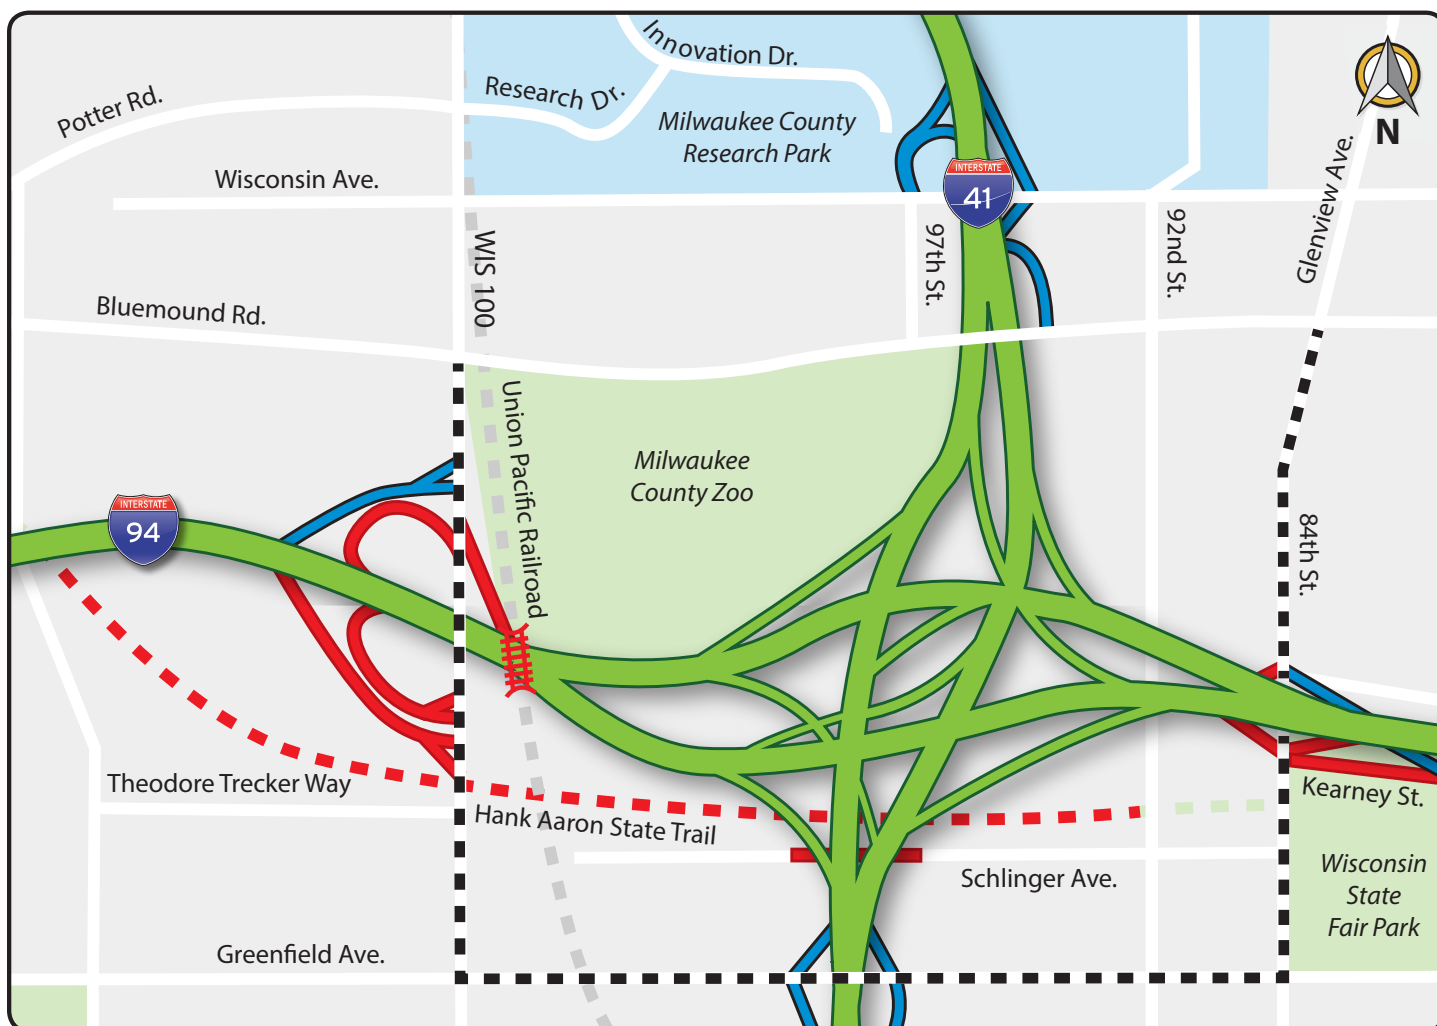 Innovation Dr.
Potter Rd.
Research Dr.
Milwaukee County
Research Park
N
Wisconsin Ave.
INTERSTATE
41
Glenview Ave.
WIS 100
97th St.
92nd St.
Bluemound Rd.
Union Pacific Railroad
Milwaukee
County Zoo
INTERSTATE
94
84th St.
Theodore Trecker Way
Hank Aaron State Trail
Kearney St.
Schlinger Ave.
Wisconsin
State
Fair Park
Greenfield Ave.